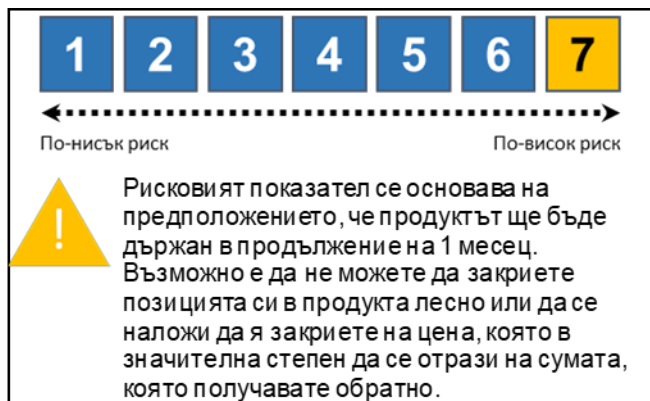 1 2 3 4 5 6 7
По-нисък риск По-висок риск
! Рисковият показател се основава на
предположението, че продуктът ще бъде
държан в продължение на 1 месец.
Възможно е да не можете да закриете
позицията си в продукта лесно или да се
наложи да я закриете на цена, която в
значителна степен да се отрази на сумата,
която получавате обратно.